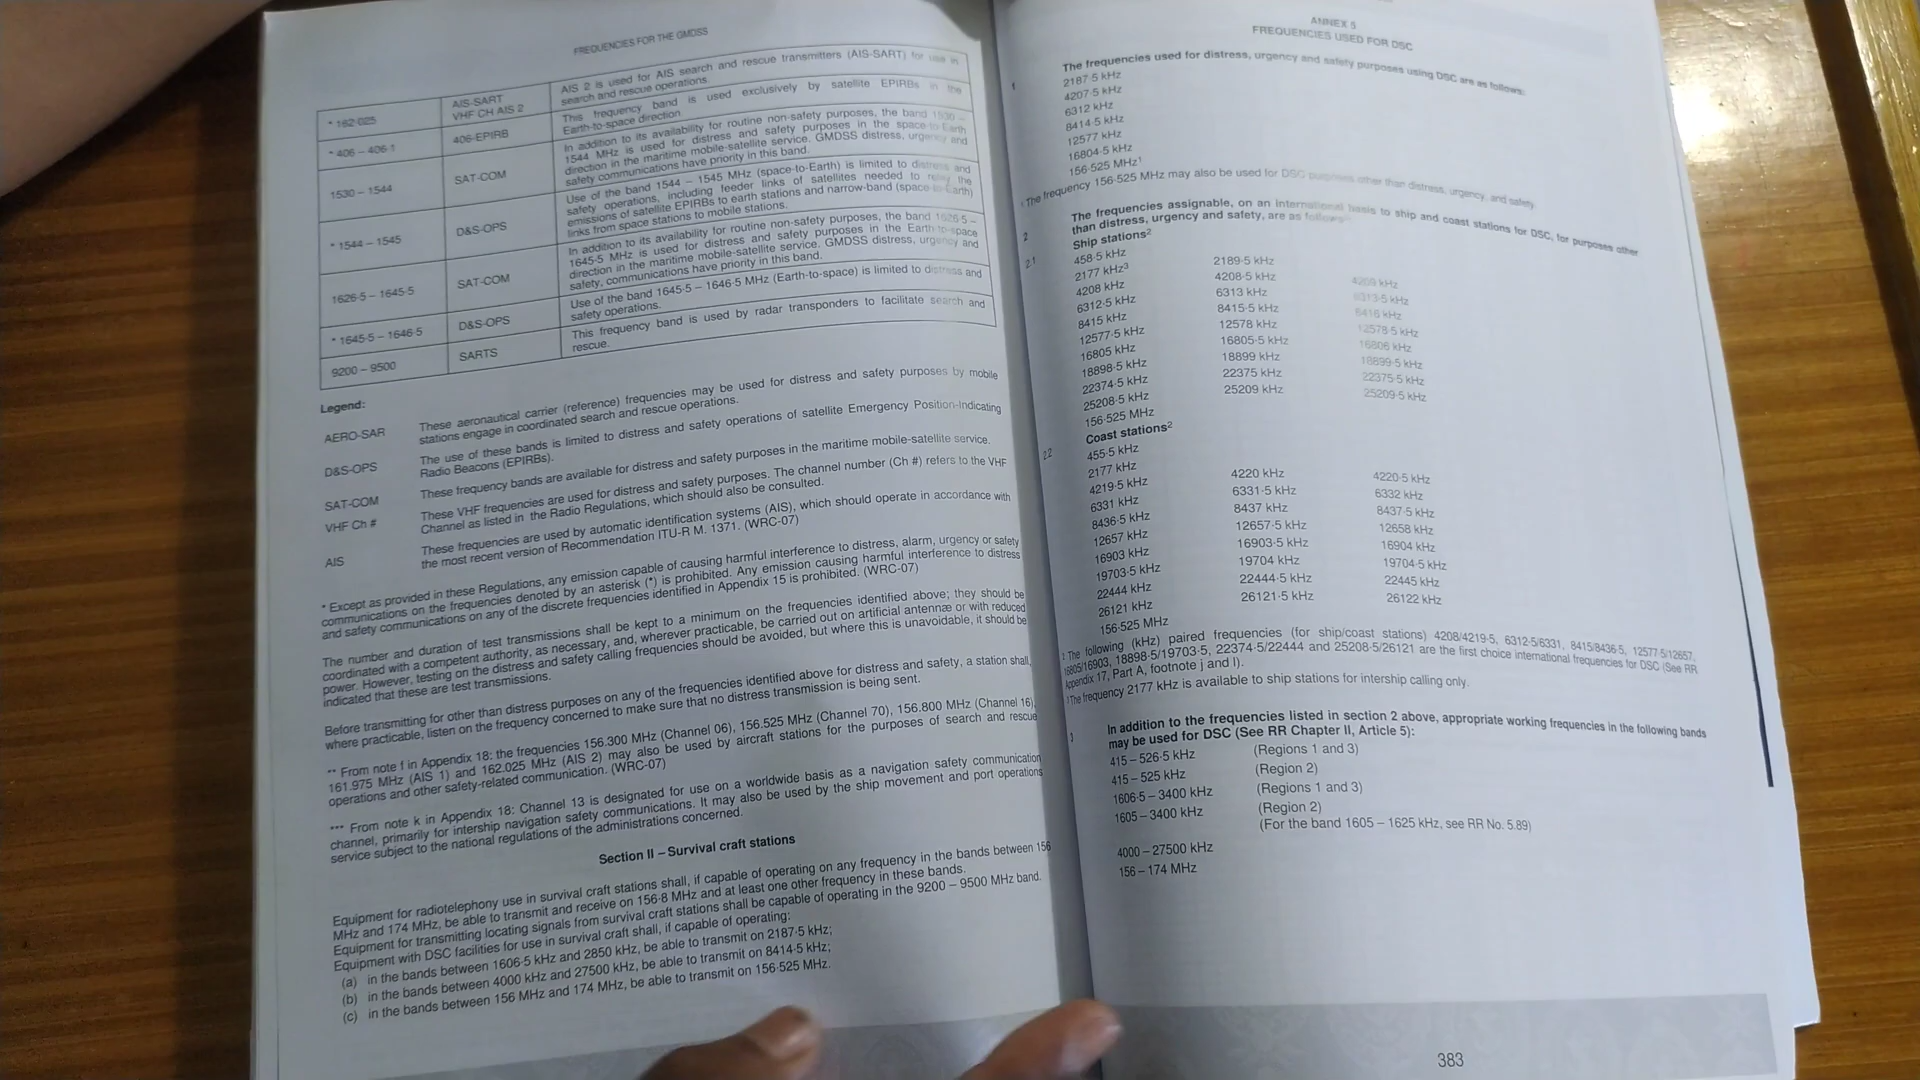 FREQUENCIES FOR THE GMDSS
* 162·025
AIS-SART
VHF CH AIS 2
AIS 2 is used for AIS search and rescue transmitters (AIS-SART) for use in
search and rescue operations.
* 406 – 406·1
406-EPIRB
This frequency band is used exclusively by satellite EPIRBs in the
Earth-to-space direction.
1530 – 1544
SAT-COM
In addition to its availability for routine non-safety purposes, the band 1530 –
1544 MHz is used for distress and safety purposes in the space-to-Earth
direction in the maritime mobile-satellite service. GMDSS distress, urgency and
safety communications have priority in this band.
* 1544 – 1545
D&S-OPS
Use of the band 1544 – 1545 MHz (space-to-Earth) is limited to distress and
safety operations, including feeder links of satellites needed to relay the
emissions of satellite EPIRBs to earth stations and narrow-band (space-to-Earth)
links from space stations to mobile stations.
1626·5 – 1645·5
SAT-COM
In addition to its availability for routine non-safety purposes, the band 1626·5 –
1645·5 MHz is used for distress and safety purposes in the Earth-to-space
direction in the maritime mobile-satellite service. GMDSS distress, urgency and
safety, communications have priority in this band.
* 1645·5 – 1646·5
D&S-OPS
Use of the band 1645·5 – 1646·5 MHz (Earth-to-space) is limited to distress and
safety operations.
9200 – 9500
SARTS
This frequency band is used by radar transponders to facilitate search and
rescue.
Legend:
AERO-SAR These aeronautical carrier (reference) frequencies may be used for distress and safety purposes by mobile
stations engage in coordinated search and rescue operations.
D&S-OPS The use of these bands is limited to distress and safety operations of satellite Emergency Position-Indicating
Radio Beacons (EPIRBs).
SAT-COM These frequency bands are available for distress and safety purposes in the maritime mobile-satellite service.
VHF Ch # These VHF frequencies are used for distress and safety purposes. The channel number (Ch #) refers to the VHF
Channel as listed in the Radio Regulations, which should also be consulted.
AIS These frequencies are used by automatic identification systems (AIS), which should operate in accordance with
the most recent version of Recommendation ITU-R M. 1371. (WRC-07)
* Except as provided in these Regulations, any emission capable of causing harmful interference to distress, alarm, urgency or safety
communications on the frequencies denoted by an asterisk (*) is prohibited. Any emission causing harmful interference to distress
and safety communications on any of the discrete frequencies identified in Appendix 15 is prohibited. (WRC-07)
The number and duration of test transmissions shall be kept to a minimum on the frequencies identified above; they should be
coordinated with a competent authority, as necessary, and, wherever practicable, be carried out on artificial antennæ or with reduced
power. However, testing on the distress and safety calling frequencies should be avoided, but where this is unavoidable, it should be
indicated that these are test transmissions.
Before transmitting for other than distress purposes on any of the frequencies identified above for distress and safety, a station shall,
where practicable, listen on the frequency concerned to make sure that no distress transmission is being sent.
** From note f in Appendix 18: the frequencies 156.300 MHz (Channel 06), 156.525 MHz (Channel 70), 156.800 MHz (Channel 16),
161.975 MHz (AIS 1) and 162.025 MHz (AIS 2) may also be used by aircraft stations for the purposes of search and rescue
operations and other safety-related communication. (WRC-07)
*** From note k in Appendix 18: Channel 13 is designated for use on a worldwide basis as a navigation safety communication
channel, primarily for intership navigation safety communications. It may also be used by the ship movement and port operations
service subject to the national regulations of the administrations concerned.
Section II – Survival craft stations
Equipment for radiotelephony use in survival craft stations shall, if capable of operating on any frequency in the bands between 156
MHz and 174 MHz, be able to transmit and receive on 156·8 MHz and at least one other frequency in these bands.
Equipment for transmitting locating signals from survival craft stations shall be capable of operating in the 9200 – 9500 MHz band.
Equipment with DSC facilities for use in survival craft shall, if capable of operating:
(a) in the bands between 1606·5 kHz and 2850 kHz, be able to transmit on 2187·5 kHz;
(b) in the bands between 4000 kHz and 27500 kHz, be able to transmit on 8414·5 kHz;
(c) in the bands between 156 MHz and 174 MHz, be able to transmit on 156·525 MHz.
ANNEX 5
FREQUENCIES USED FOR DSC
1 The frequencies used for distress, urgency and safety purposes using DSC are as follows:
2187·5 kHz
4207·5 kHz
6312 kHz
8414·5 kHz
12577 kHz
16804·5 kHz
156·525 MHz¹
¹ The frequency 156·525 MHz may also be used for DSC purposes other than distress, urgency, and safety.
2 The frequencies assignable, on an international basis to ship and coast stations for DSC, for purposes other
than distress, urgency and safety, are as follows:
2.1 Ship stations²
458·5 kHz
2177 kHz³ 2189·5 kHz
4208 kHz 4208·5 kHz 4209 kHz
6312·5 kHz 6313 kHz 6313·5 kHz
8415 kHz 8415·5 kHz 8416 kHz
12577·5 kHz 12578 kHz 12578·5 kHz
16805 kHz 16805·5 kHz 16806 kHz
18898·5 kHz 18899 kHz 18899·5 kHz
22374·5 kHz 22375 kHz 22375·5 kHz
25208·5 kHz 25209 kHz 25209·5 kHz
156·525 MHz
2.2 Coast stations²
455·5 kHz
2177 kHz
4219·5 kHz 4220 kHz 4220·5 kHz
6331 kHz 6331·5 kHz 6332 kHz
8436·5 kHz 8437 kHz 8437·5 kHz
12657 kHz 12657·5 kHz 12658 kHz
16903 kHz 16903·5 kHz 16904 kHz
19703·5 kHz 19704 kHz 19704·5 kHz
22444 kHz 22444·5 kHz 22445 kHz
26121 kHz 26121·5 kHz 26122 kHz
156·525 MHz
² The following (kHz) paired frequencies (for ship/coast stations) 4208/4219·5, 6312·5/6331, 8415/8436·5, 12577·5/12657,
16805/16903, 18898·5/19703·5, 22374·5/22444 and 25208·5/26121 are the first choice international frequencies for DSC (See RR
Appendix 17, Part A, footnote j and l).
³ The frequency 2177 kHz is available to ship stations for intership calling only.
3 In addition to the frequencies listed in section 2 above, appropriate working frequencies in the following bands
may be used for DSC (See RR Chapter II, Article 5):
415 – 526·5 kHz (Regions 1 and 3)
415 – 525 kHz (Region 2)
1606·5 – 3400 kHz (Regions 1 and 3)
1605 – 3400 kHz (Region 2)
(For the band 1605 – 1625 kHz, see RR No. 5.89)
4000 – 27500 kHz
156 – 174 MHz
383